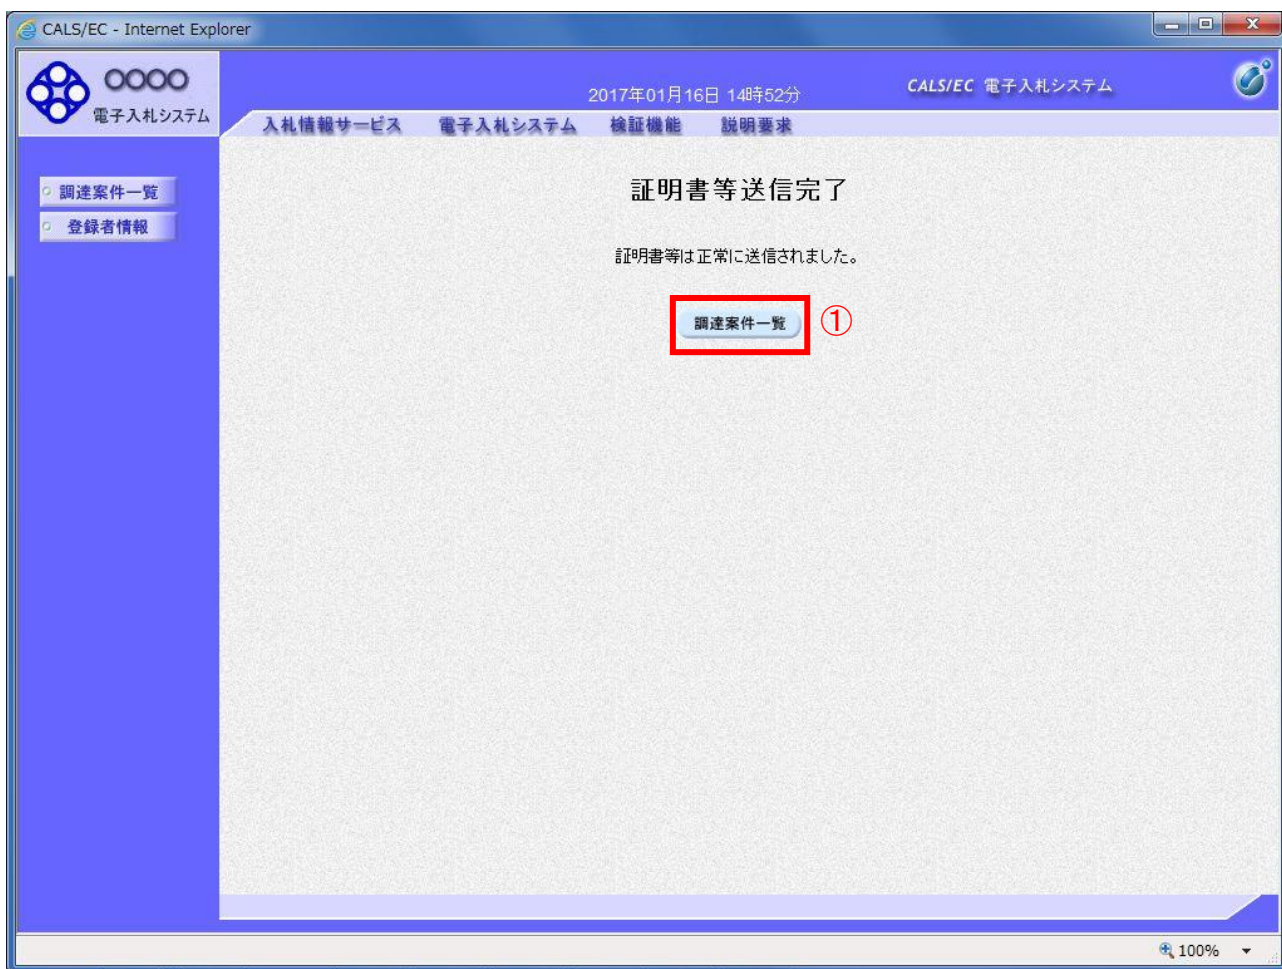 CALS/EC - Internet Explorer
○○○○
電子入札システム
2017年01月16日 14時52分
CALS/EC 電子入札システム
入札情報サービス 電子入札システム 検証機能 説明要求
調達案件一覧
登録者情報
証明書等送信完了
証明書等は正常に送信されました。
調達案件一覧 ①
100%